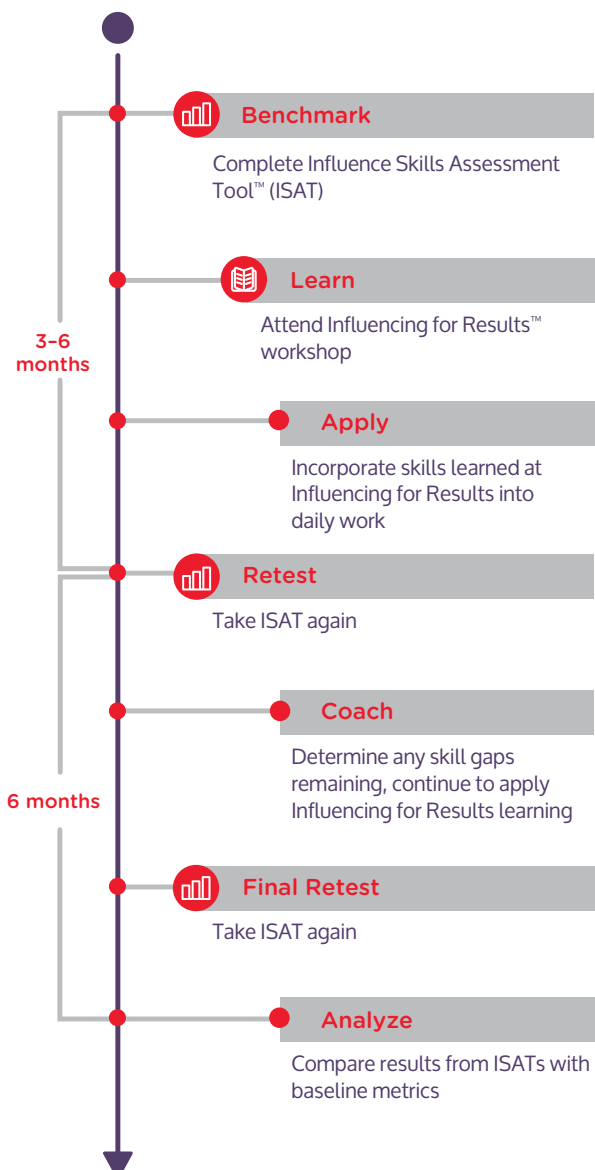 Benchmark
Complete Influence Skills Assessment
Tool™ (ISAT)
Learn
Attend Influencing for Results™
workshop
3–6
months
Apply
Incorporate skills learned at
Influencing for Results into
daily work
Retest
Take ISAT again
Coach
Determine any skill gaps
remaining, continue to apply
Influencing for Results learning
6 months
Final Retest
Take ISAT again
Analyze
Compare results from ISATs with
baseline metrics